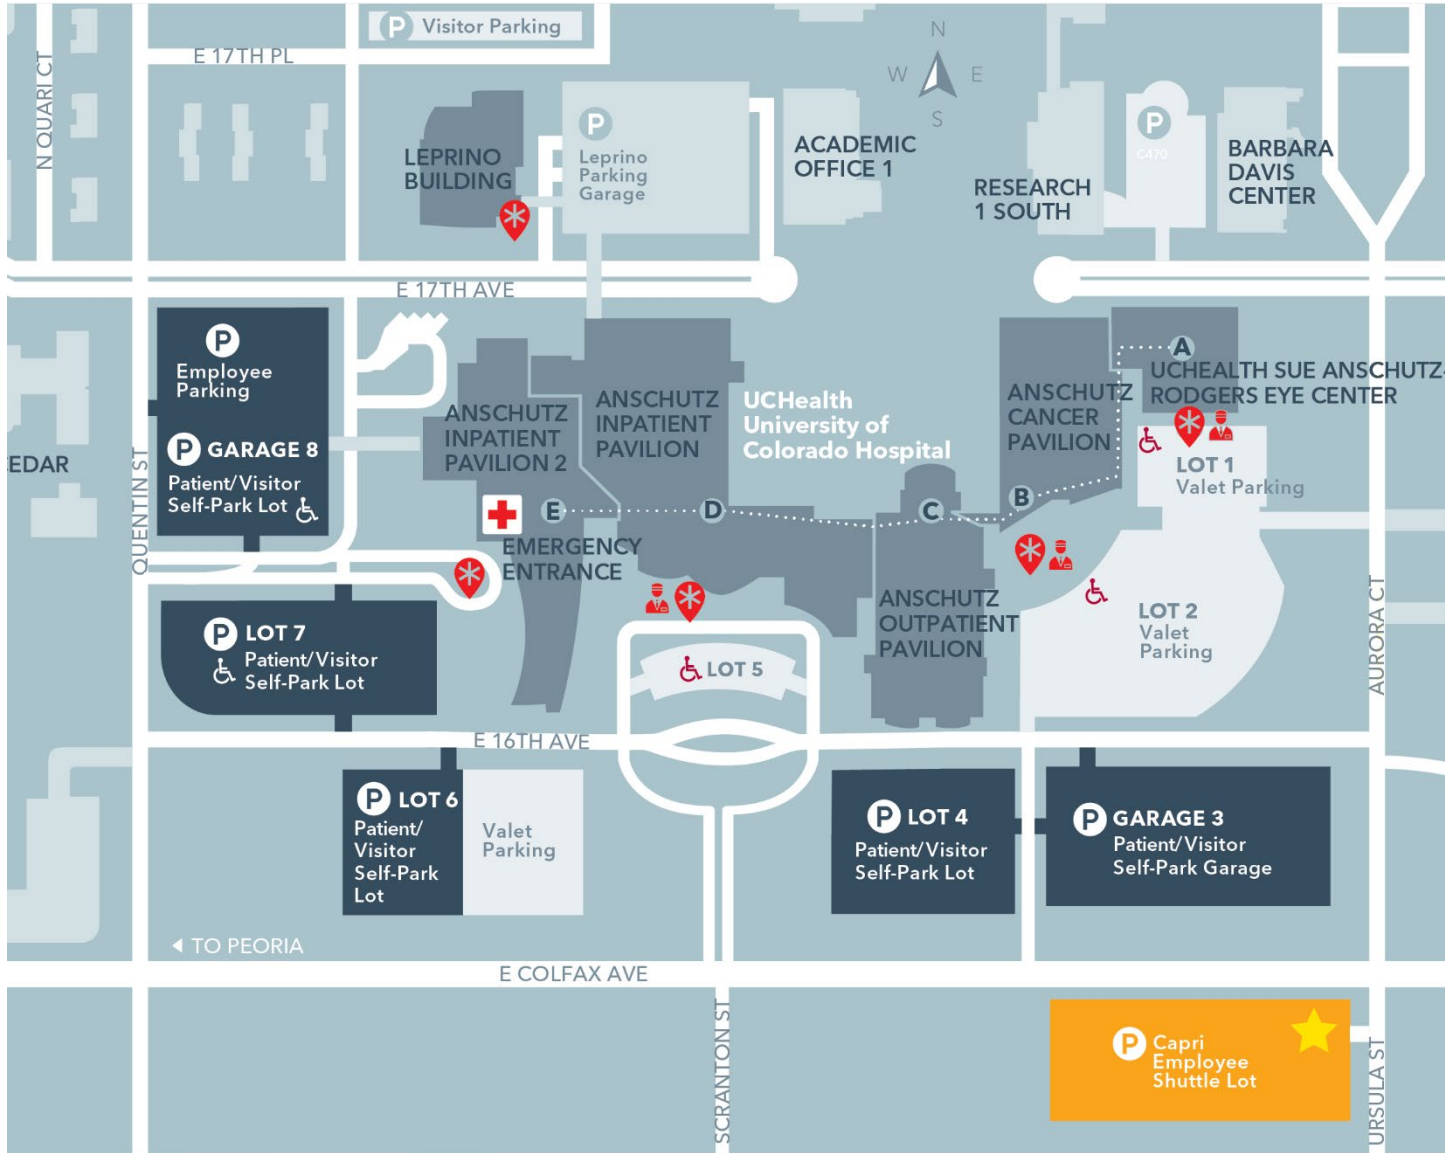 P Visitor Parking
E 17TH PL
N QUARI CT
N
W E
S
LEPRINO
BUILDING
P
Leprino
Parking
Garage
ACADEMIC
OFFICE 1
RESEARCH
1 SOUTH
P
C470
BARBARA
DAVIS
CENTER
E 17TH AVE
P
Employee
Parking
P GARAGE 8
Patient/Visitor
Self-Park Lot
CEDAR
QUENTIN ST
ANSCHUTZ
INPATIENT
PAVILION 2
ANSCHUTZ
INPATIENT
PAVILION
UCHealth
University of
Colorado Hospital
ANSCHUTZ
CANCER
PAVILION
A
UCHEALTH SUE ANSCHUTZ-
RODGERS EYE CENTER
LOT 1
Valet Parking
E
D
C
B
EMERGENCY
ENTRANCE
ANSCHUTZ
OUTPATIENT
PAVILION
LOT 2
Valet
Parking
AURORA CT
P LOT 7
Patient/Visitor
Self-Park Lot
LOT 5
E 16TH AVE
P LOT 6
Patient/
Visitor
Self-Park
Lot
Valet
Parking
P LOT 4
Patient/Visitor
Self-Park Lot
P GARAGE 3
Patient/Visitor
Self-Park Garage
TO PEORIA
E COLFAX AVE
SCRANTON ST
P Capri
Employee
Shuttle Lot
URSULA ST